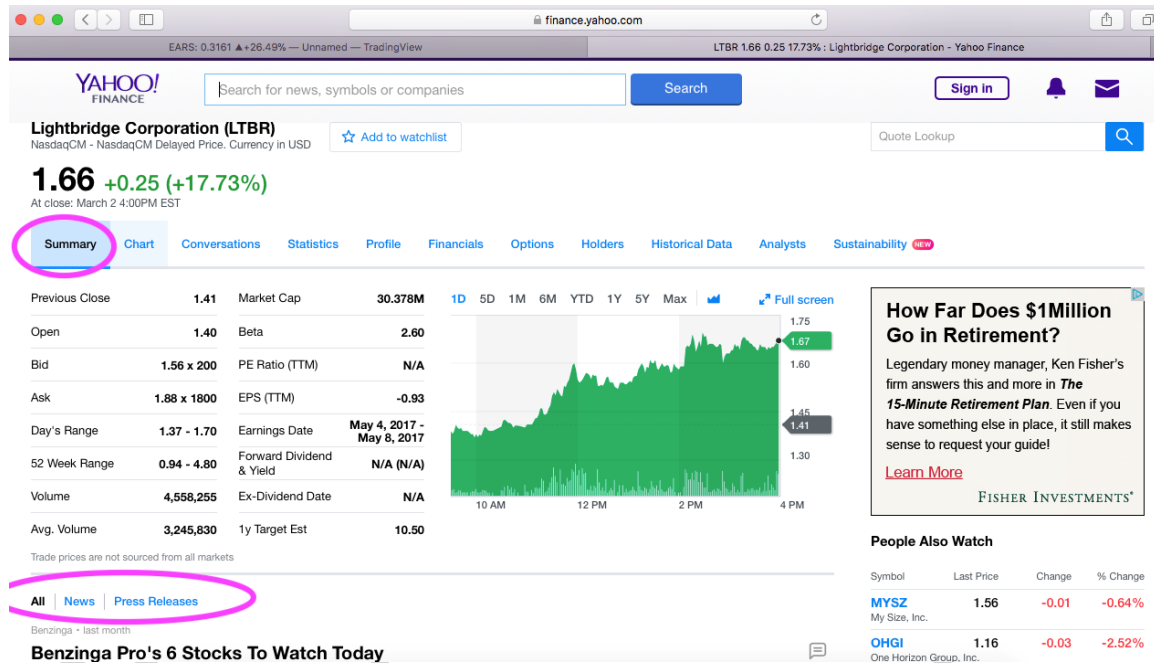 finance.yahoo.com
EARS: 0.3161 ▲+26.49% — Unnamed — TradingView
LTBR 1.66 0.25 17.73% : Lightbridge Corporation - Yahoo Finance
YAHOO!
FINANCE
Search for news, symbols or companies
Search
Sign in
Lightbridge Corporation (LTBR)
NasdaqCM - NasdaqCM Delayed Price. Currency in USD
Add to watchlist
Quote Lookup
1.66 +0.25 (+17.73%)
At close: March 2 4:00PM EST
Summary Chart Conversations Statistics Profile Financials Options Holders Historical Data Analysts Sustainability NEW
Previous Close 1.41
Open 1.40
Bid 1.56 x 200
Ask 1.88 x 1800
Day's Range 1.37 - 1.70
52 Week Range 0.94 - 4.80
Volume 4,558,255
Avg. Volume 3,245,830
Market Cap 30.378M
Beta 2.60
PE Ratio (TTM) N/A
EPS (TTM) -0.93
Earnings Date May 4, 2017 -
May 8, 2017
Forward Dividend
& Yield N/A (N/A)
Ex-Dividend Date N/A
1y Target Est 10.50
Trade prices are not sourced from all markets
1D 5D 1M 6M YTD 1Y 5Y Max Full screen
1.75
1.67
1.60
1.45
1.41
1.30
10 AM 12 PM 2 PM 4 PM
How Far Does $1Million
Go in Retirement?
Legendary money manager, Ken Fisher's
firm answers this and more in The
15-Minute Retirement Plan. Even if you
have something else in place, it still makes
sense to request your guide!
Learn More
FISHER INVESTMENTS
People Also Watch
Symbol Last Price Change % Change
MYSZ 1.56 -0.01 -0.64%
My Size, Inc.
OHGI 1.16 -0.03 -2.52%
One Horizon Group, Inc.
All News Press Releases
Benzinga • last month
Benzinga Pro's 6 Stocks To Watch Today